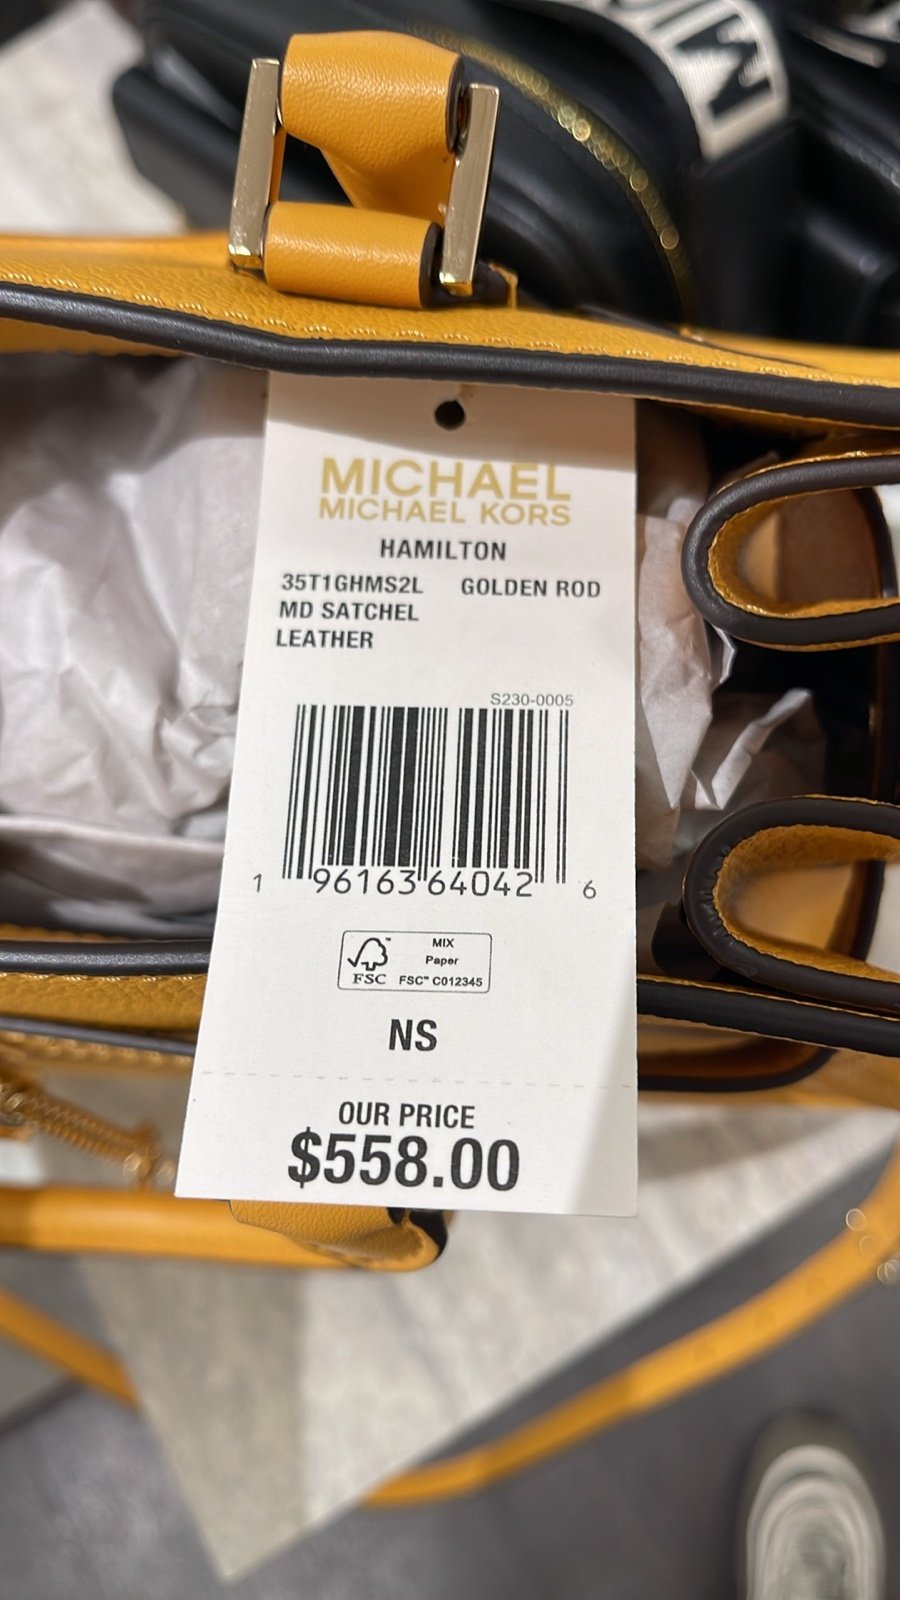 MICHAEL
MICHAEL KORS
HAMILTON
35T1GHMS2L GOLDEN ROD
MD SATCHEL
LEATHER
S230-0005
1 96163 64042 6
FSC™
MIX
Paper
FSC™ C012345
NS
OUR PRICE
$558.00